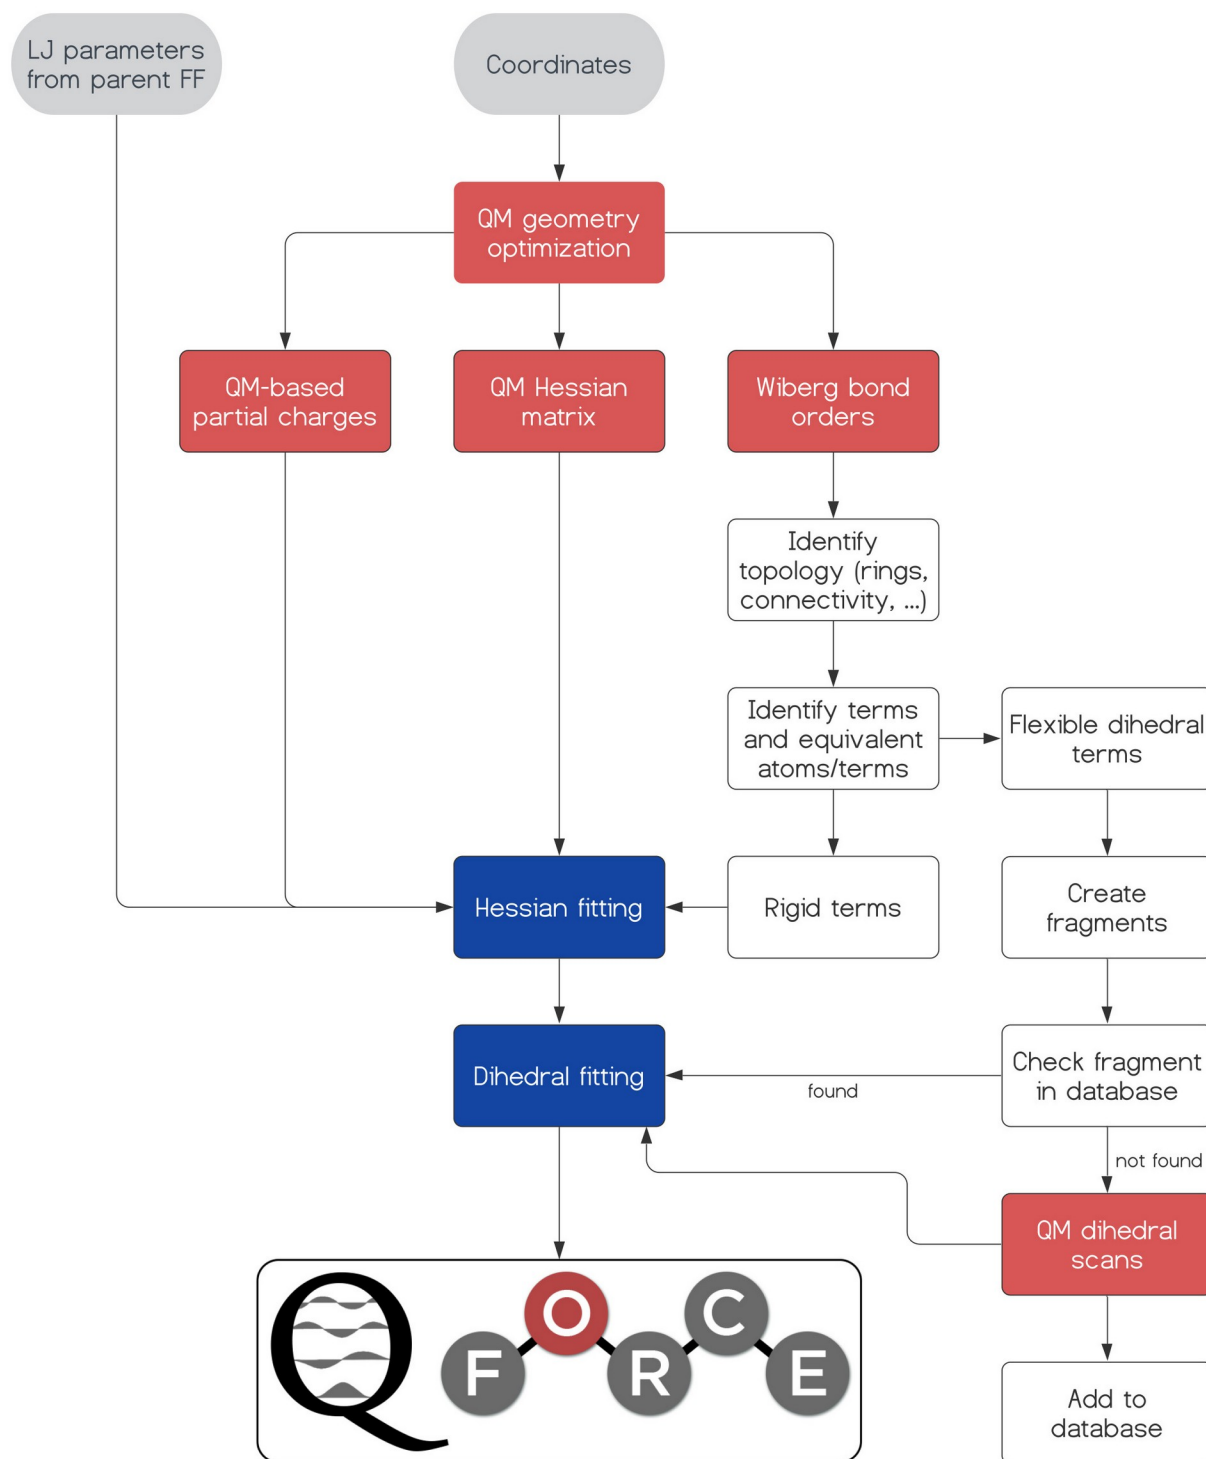 LJ parameters
from parent FF
Coordinates
QM geometry
optimization
QM-based
partial charges
QM Hessian
matrix
Wiberg bond
orders
Identify
topology (rings,
connectivity, ...)
Identify terms
and equivalent
atoms/terms
Flexible dihedral
terms
Hessian fitting
Rigid terms
Create
fragments
Dihedral fitting
found
Check fragment
in database
not found
QM dihedral
scans
Q FORCE
Add to
database